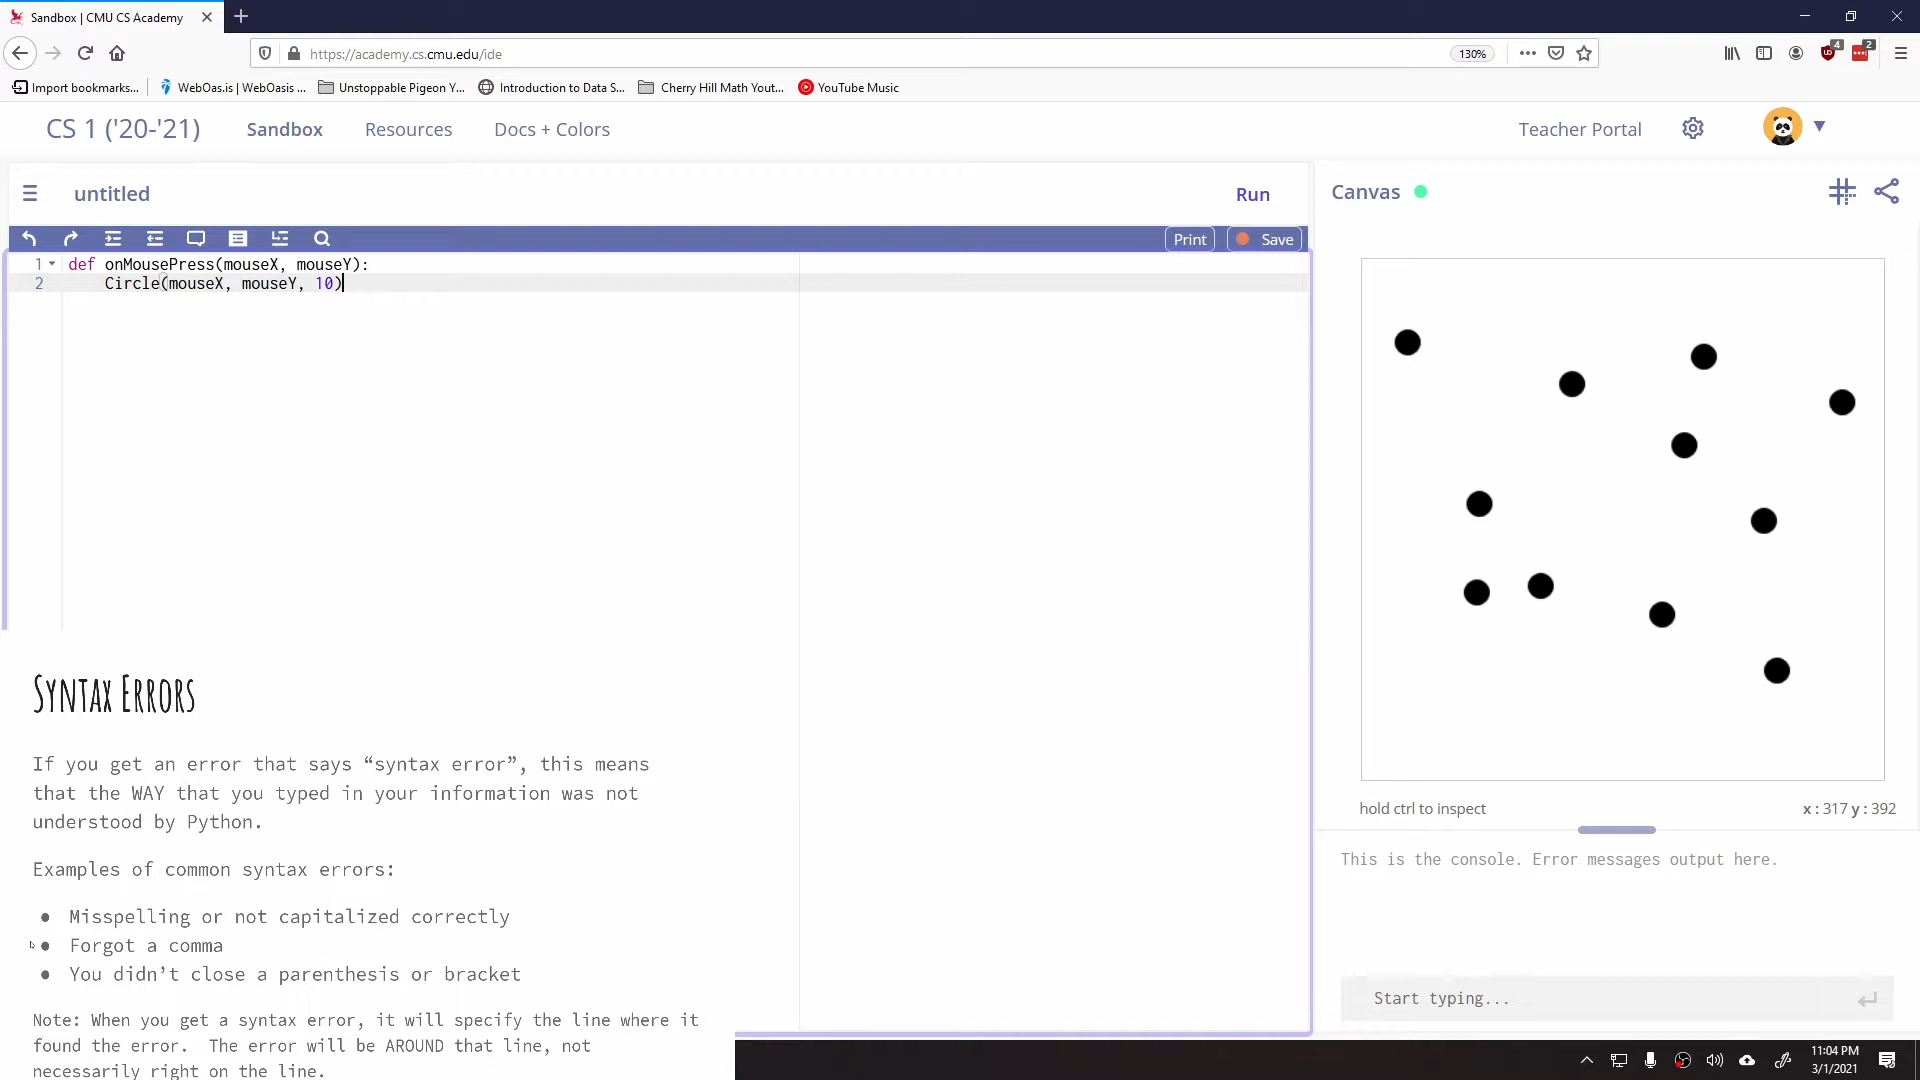 Sandbox | CMU CS Academy
https://academy.cs.cmu.edu/ide
130%
4
2
Import bookmarks...
WebOas.is | WebOasis ...
Unstoppable Pigeon Y...
Introduction to Data S...
Cherry Hill Math Yout...
YouTube Music
CS 1 ('20-'21)
Sandbox
Resources
Docs + Colors
Teacher Portal
untitled
Run
Canvas
Print
Save
1 def onMousePress(mouseX, mouseY):
2 Circle(mouseX, mouseY, 10)
hold ctrl to inspect
x : 317 y : 392
This is the console. Error messages output here.
Start typing...
Syntax Errors
If you get an error that says “syntax error”, this means
that the WAY that you typed in your information was not
understood by Python.
Examples of common syntax errors:
● Misspelling or not capitalized correctly
● Forgot a comma
● You didn’t close a parenthesis or bracket
Note: When you get a syntax error, it will specify the line where it
found the error. The error will be AROUND that line, not
necessarily right on the line.
11:04 PM
3/1/2021